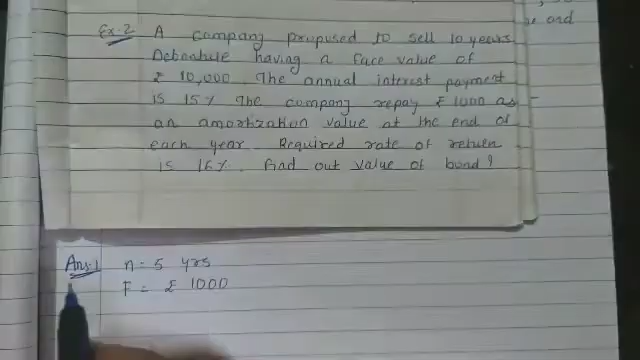 Ex-2 A company proposed to sell 10 years
Debenture having a face value of
₹ 10,000 The annual interest payment
is 15% The company repay ₹ 1000 as
an amortization value at the end of
each year Required rate of return
is 16% Find out value of bond?
and
Ans-1 n = 5 yrs
F = ₹ 1000